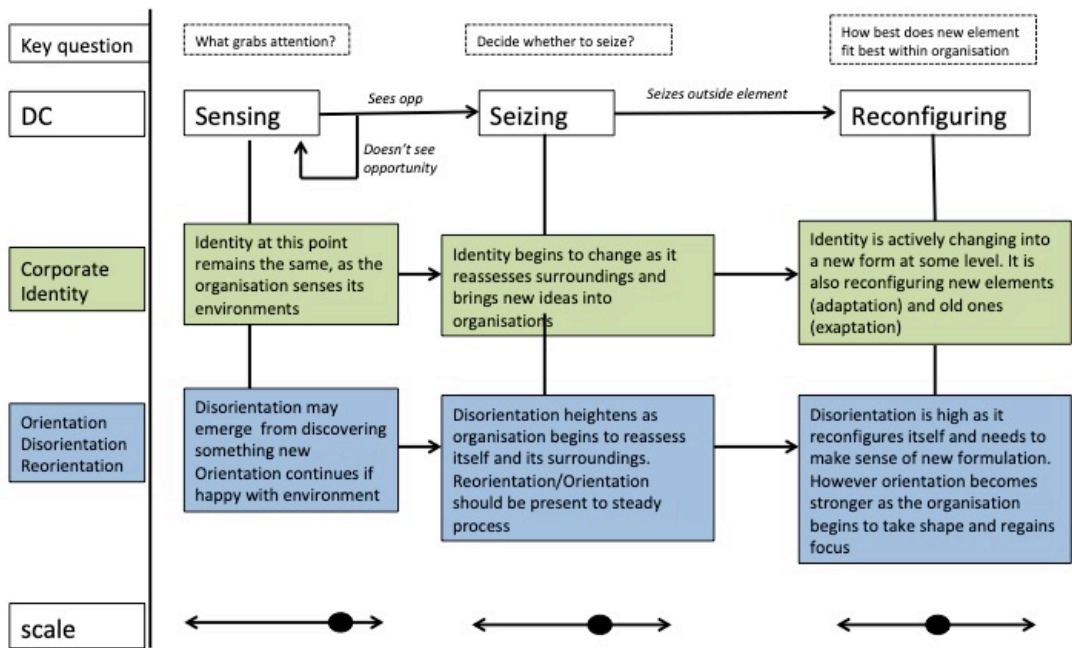 Key question
What grabs attention?
Decide whether to seize?
How best does new element
fit best within organisation
DC
Sensing
Sees opp
Doesn't see
opportunity
Seizing
Seizes outside element
Reconfiguring
Corporate
Identity
Identity at this point
remains the same, as the
organisation senses its
environments
Identity begins to change as it
reassesses surroundings and
brings new ideas into
organisations
Identity is actively changing into
a new form at some level. It is
also reconfiguring new elements
(adaptation) and old ones
(exaptation)
Orientation
Disorientation
Reorientation
Disorientation may
emerge from discovering
something new
Orientation continues if
happy with environment
Disorientation heightens as
organisation begins to reassess
itself and its surroundings.
Reorientation/Orientation
should be present to steady
process
Disorientation is high as it
reconfigures itself and needs to
make sense of new formulation.
However orientation becomes
stronger as the organisation
begins to take shape and regains
focus
scale